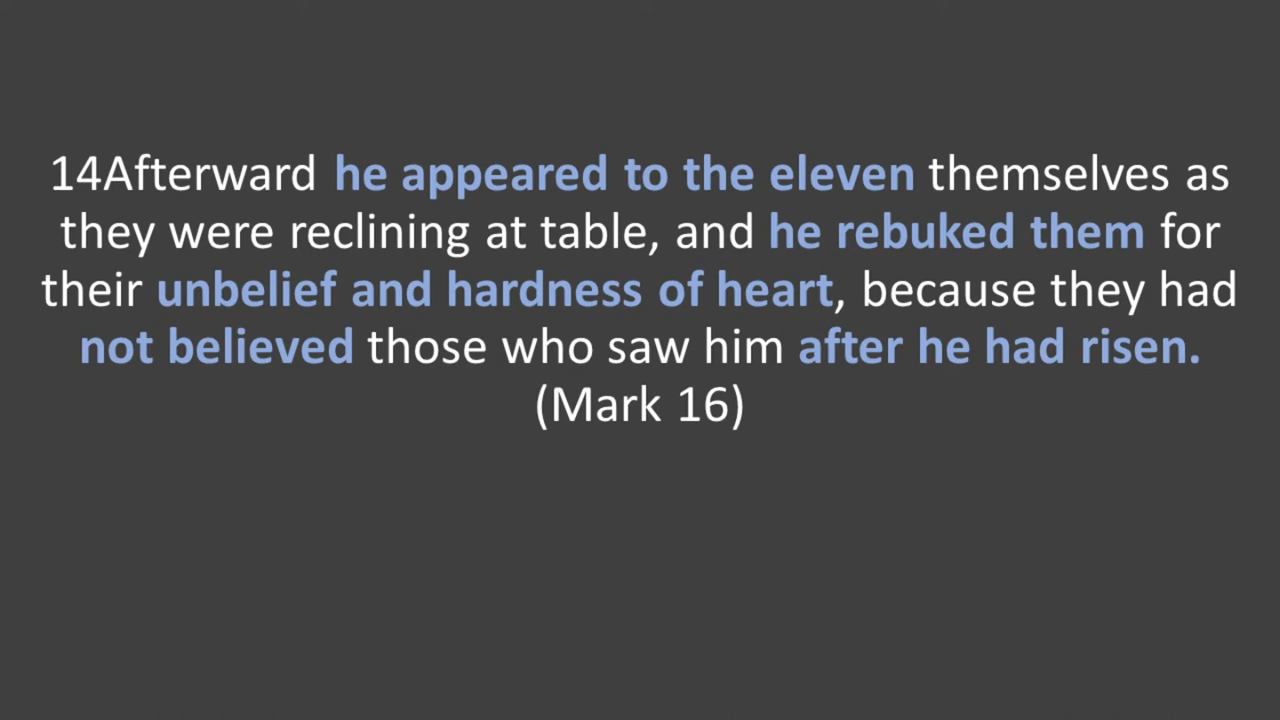 14Afterward he appeared to the eleven themselves as
they were reclining at table, and he rebuked them for
their unbelief and hardness of heart, because they had
not believed those who saw him after he had risen.
(Mark 16)